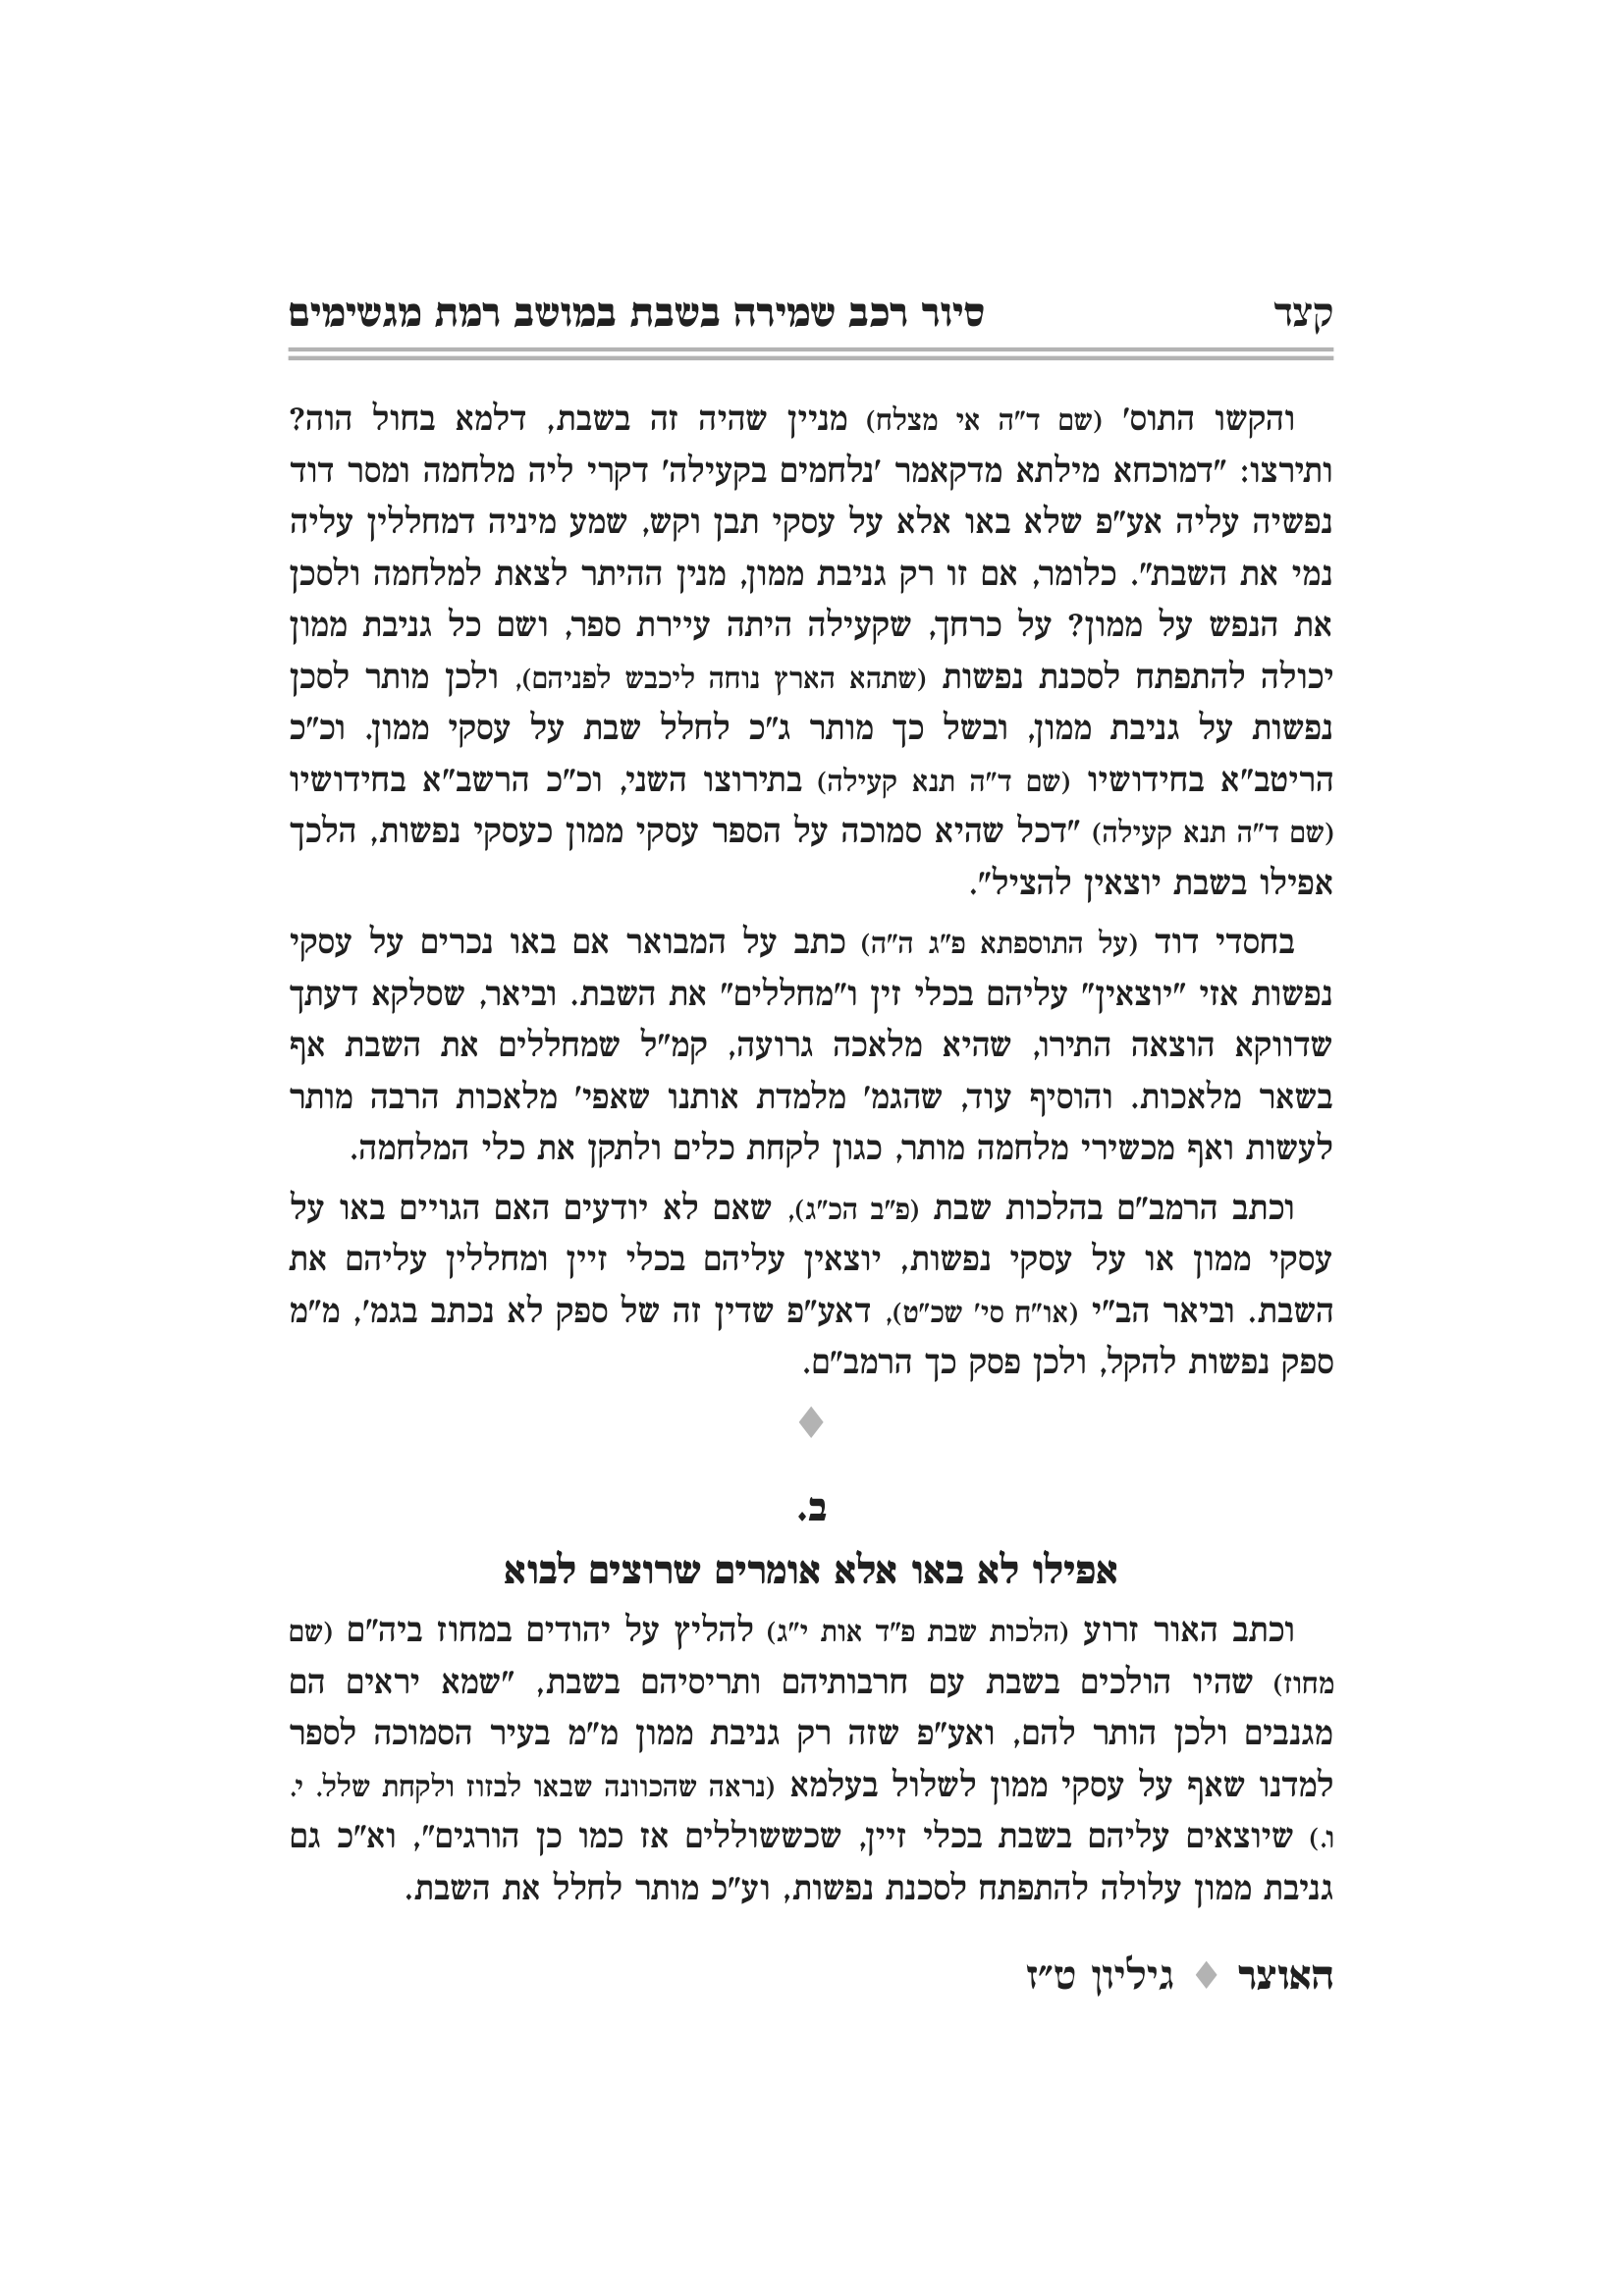 קצד סיור רכב שמירה בשבת במושב רמת מגשימים
והקשו התוס' (שם ד"ה אי מצלח) מניין שהיה זה בשבת, דלמא בחול הוה?
ותירצו: "דמוכחא מילתא מדקאמר 'נלחמים בקעילה' דקרי ליה מלחמה ומסר דוד
נפשיה עליה אע"פ שלא באו אלא על עסקי תבן וקש, שמע מיניה דמחללין עליה
נמי את השבת". כלומר, אם זו רק גניבת ממון, מנין ההיתר לצאת למלחמה ולסכן
את הנפש על ממון? על כרחך, שקעילה היתה עיירת ספר, ושם כל גניבת ממון
יכולה להתפתח לסכנת נפשות (שתהא הארץ נוחה ליכבש לפניהם), ולכן מותר לסכן
נפשות על גניבת ממון, ובשל כך מותר ג"כ לחלל שבת על עסקי ממון. וכ"כ
הריטב"א בחידושיו (שם ד"ה תנא קעילה) בתירוצו השני, וכ"כ הרשב"א בחידושיו
(שם ד"ה תנא קעילה) "דכל שהיא סמוכה על הספר עסקי ממון כעסקי נפשות, הלכך
אפילו בשבת יוצאין להציל".
בחסדי דוד (על התוספתא פ"ג ה"ה) כתב על המבואר אם באו נכרים על עסקי
נפשות אזי "יוצאין" עליהם בכלי זין ו"מחללים" את השבת. וביאר, שסלקא דעתך
שדווקא הוצאה התירו, שהיא מלאכה גרועה, קמ"ל שמחללים את השבת אף
בשאר מלאכות. והוסיף עוד, שהגמ' מלמדת אותנו שאפי' מלאכות הרבה מותר
לעשות ואף מכשירי מלחמה מותר, כגון לקחת כלים ולתקן את כלי המלחמה.
וכתב הרמב"ם בהלכות שבת (פ"ב הכ"ג), שאם לא יודעים האם הגויים באו על
עסקי ממון או על עסקי נפשות, יוצאין עליהם בכלי זיין ומחללין עליהם את
השבת. וביאר הב"י (או"ח סי' שכ"ט), דאע"פ שדין זה של ספק לא נכתב בגמ', מ"מ
ספק נפשות להקל, ולכן פסק כך הרמב"ם.
ב.
אפילו לא באו אלא אומרים שרוצים לבוא
וכתב האור זרוע (הלכות שבת פ"ד אות י"ג) להליץ על יהודים במחוז ביה"ם (שם
מחוז) שהיו הולכים בשבת עם חרבותיהם ותריסיהם בשבת, "שמא יראים הם
מגנבים ולכן הותר להם, ואע"פ שזה רק גניבת ממון מ"מ בעיר הסמוכה לספר
למדנו שאף על עסקי ממון לשלול בעלמא (נראה שהכוונה שבאו לבזוז ולקחת שלל. י.
ו.) שיוצאים עליהם בשבת בכלי זיין, שכששוללים אז כמו כן הורגים", וא"כ גם
גניבת ממון עלולה להתפתח לסכנת נפשות, וע"כ מותר לחלל את השבת.
האוצר ♦ גיליון ט"ז